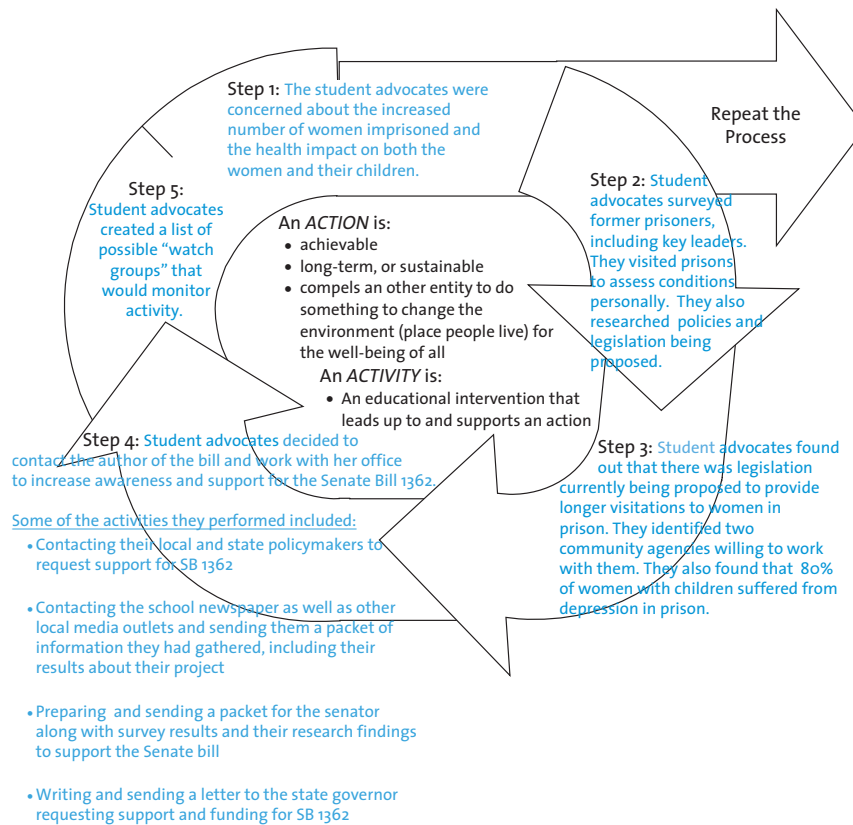 Step 1: The student advocates were
concerned about the increased
number of women imprisoned and
the health impact on both the
women and their children.
Repeat the
Process
Step 2: Student
advocates surveyed
former prisoners,
including key leaders.
They visited prisons
to assess conditions
personally. They also
researched policies and
legislation being
proposed.
Step 3: Student advocates found
out that there was legislation
currently being proposed to provide
longer visitations to women in
prison. They identified two
community agencies willing to work
with them. They also found that 80%
of women with children suffered from
depression in prison.
Step 4: Student advocates decided to
contact the author of the bill and work with her office
to increase awareness and support for the Senate Bill 1362.
Some of the activities they performed included:
• Contacting their local and state policymakers to
request support for SB 1362
• Contacting the school newspaper as well as other
local media outlets and sending them a packet of
information they had gathered, including their
results about their project
• Preparing and sending a packet for the senator
along with survey results and their research findings
to support the Senate bill
• Writing and sending a letter to the state governor
requesting support and funding for SB 1362
Step 5:
Student advocates
created a list of
possible “watch
groups” that
would monitor
activity.
An ACTION is:
• achievable
• long-term, or sustainable
• compels an other entity to do
something to change the
environment (place people live) for
the well-being of all
An ACTIVITY is:
• An educational intervention that
leads up to and supports an action